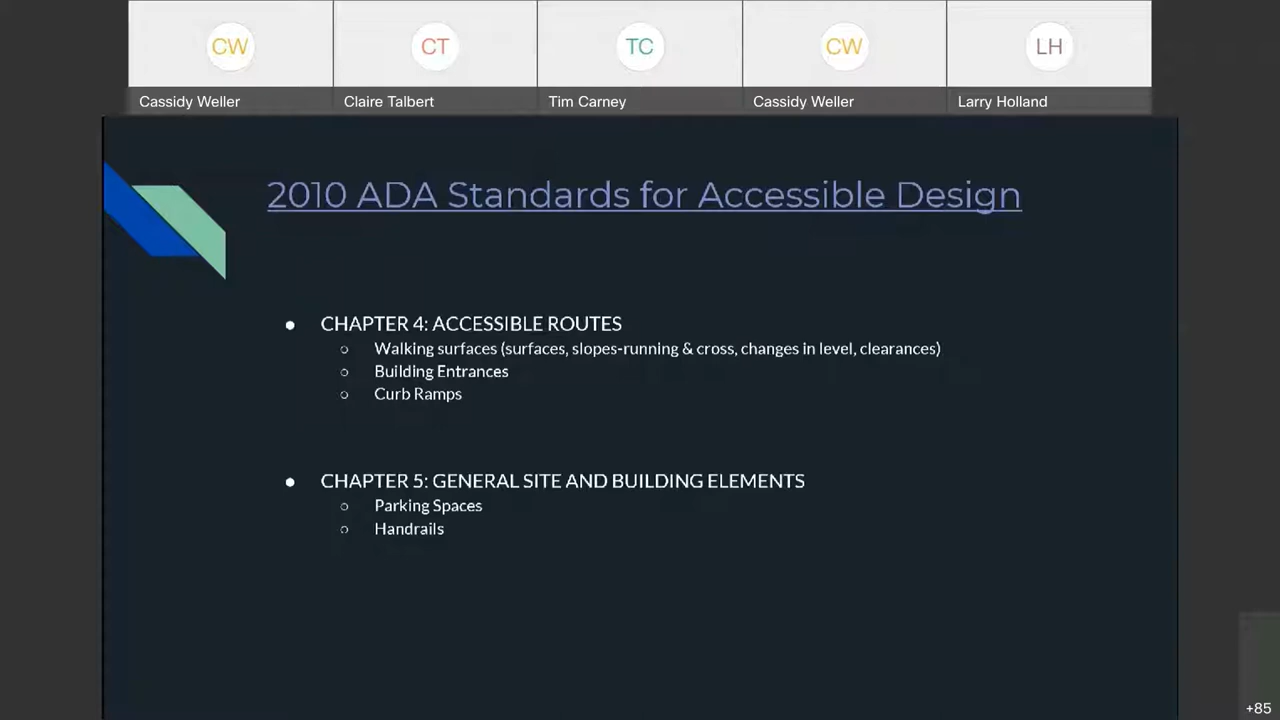 CW
CT
TC
CW
LH
Cassidy Weller
Claire Talbert
Tim Carney
Cassidy Weller
Larry Holland
2010 ADA Standards for Accessible Design
● CHAPTER 4: ACCESSIBLE ROUTES
○ Walking surfaces (surfaces, slopes-running & cross, changes in level, clearances)
○ Building Entrances
○ Curb Ramps
● CHAPTER 5: GENERAL SITE AND BUILDING ELEMENTS
○ Parking Spaces
○ Handrails
+85